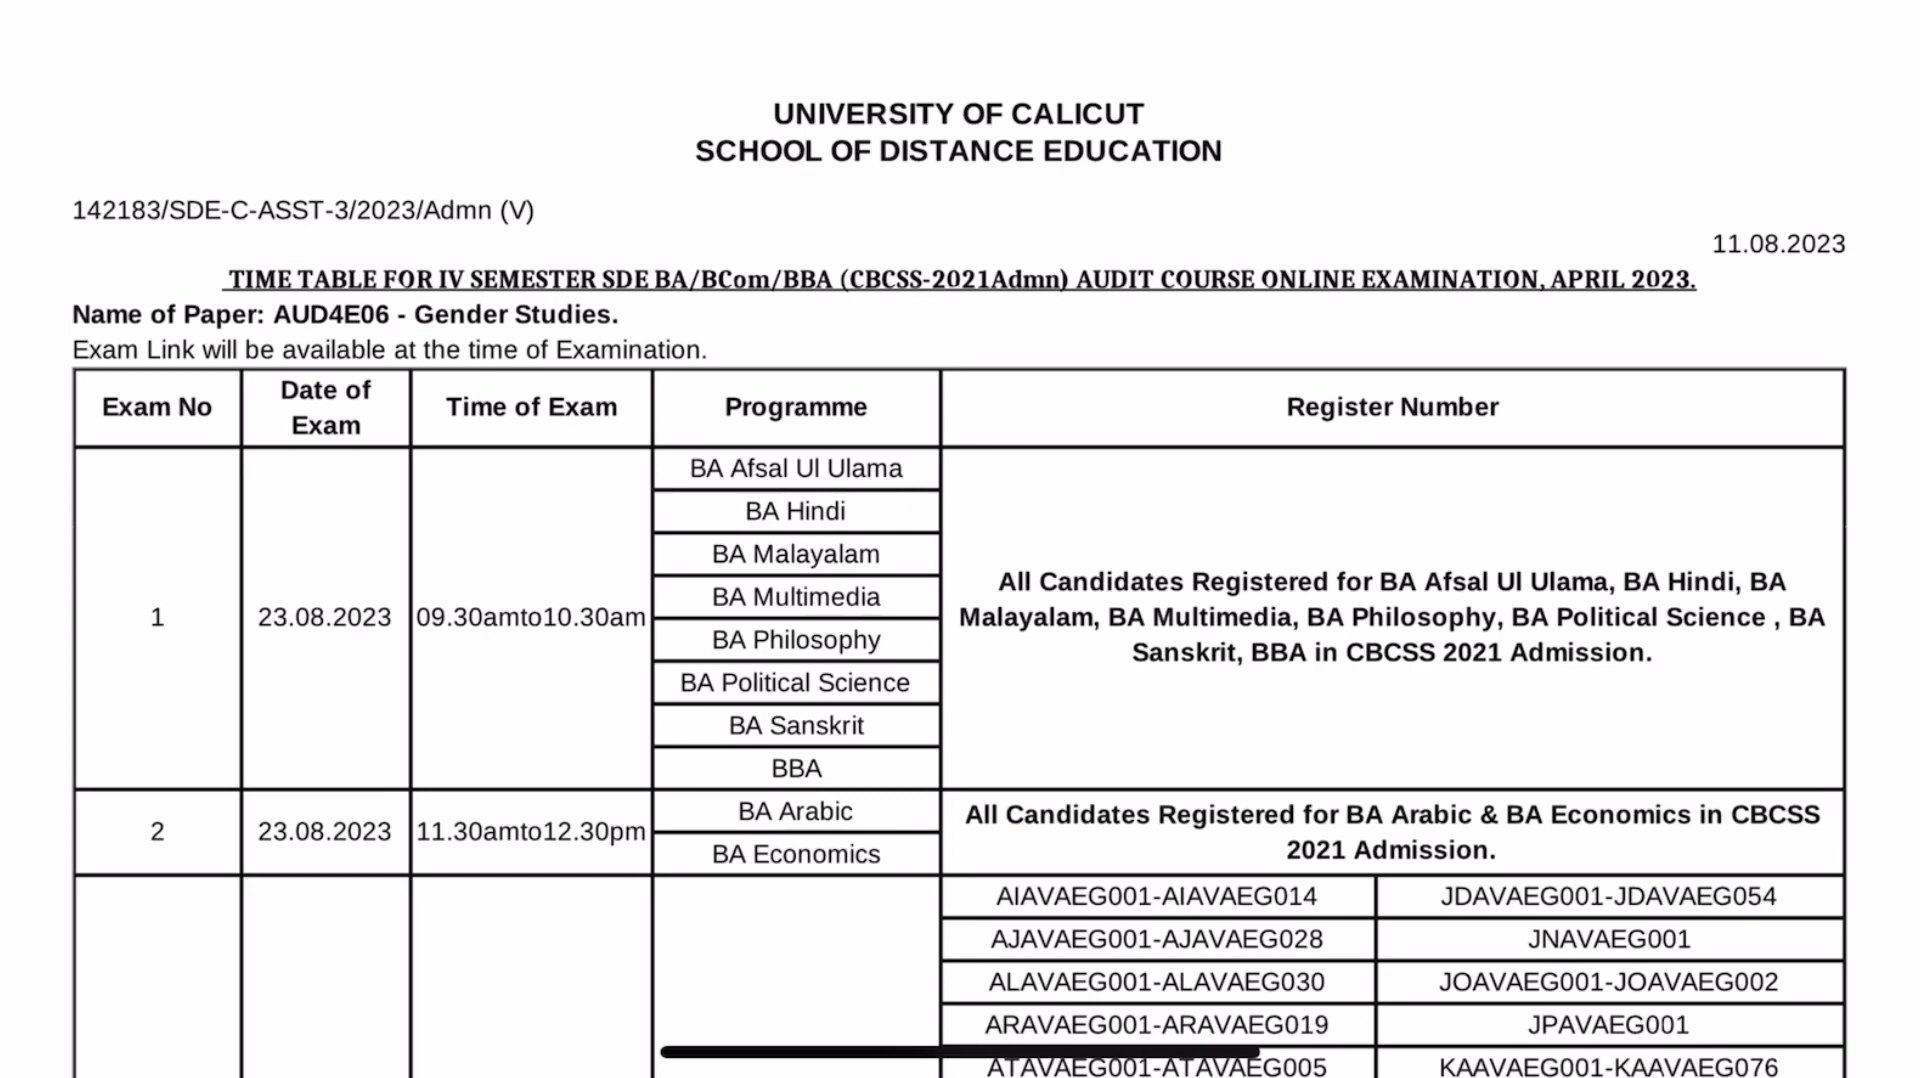 UNIVERSITY OF CALICUT
SCHOOL OF DISTANCE EDUCATION
142183/SDE-C-ASST-3/2023/Admn (V)
11.08.2023
TIME TABLE FOR IV SEMESTER SDE BA/BCom/BBA (CBCSS-2021Admn) AUDIT COURSE ONLINE EXAMINATION, APRIL 2023.
Name of Paper: AUD4E06 - Gender Studies.
Exam Link will be available at the time of Examination.
Exam No
Date of
Exam
Time of Exam
Programme
Register Number
1
23.08.2023
09.30amto10.30am
BA Afsal Ul Ulama
BA Hindi
BA Malayalam
BA Multimedia
BA Philosophy
BA Political Science
BA Sanskrit
BBA
All Candidates Registered for BA Afsal Ul Ulama, BA Hindi, BA
Malayalam, BA Multimedia, BA Philosophy, BA Political Science , BA
Sanskrit, BBA in CBCSS 2021 Admission.
2
23.08.2023
11.30amto12.30pm
BA Arabic
BA Economics
All Candidates Registered for BA Arabic & BA Economics in CBCSS
2021 Admission.
AIAVAEG001-AIAVAEG014
JDAVAEG001-JDAVAEG054
AJAVAEG001-AJAVAEG028
JNAVAEG001
ALAVAEG001-ALAVAEG030
JOAVAEG001-JOAVAEG002
ARAVAEG001-ARAVAEG019
JPAVAEG001
ATAVAEG001-ATAVAEG005
KAAVAEG001-KAAVAEG076